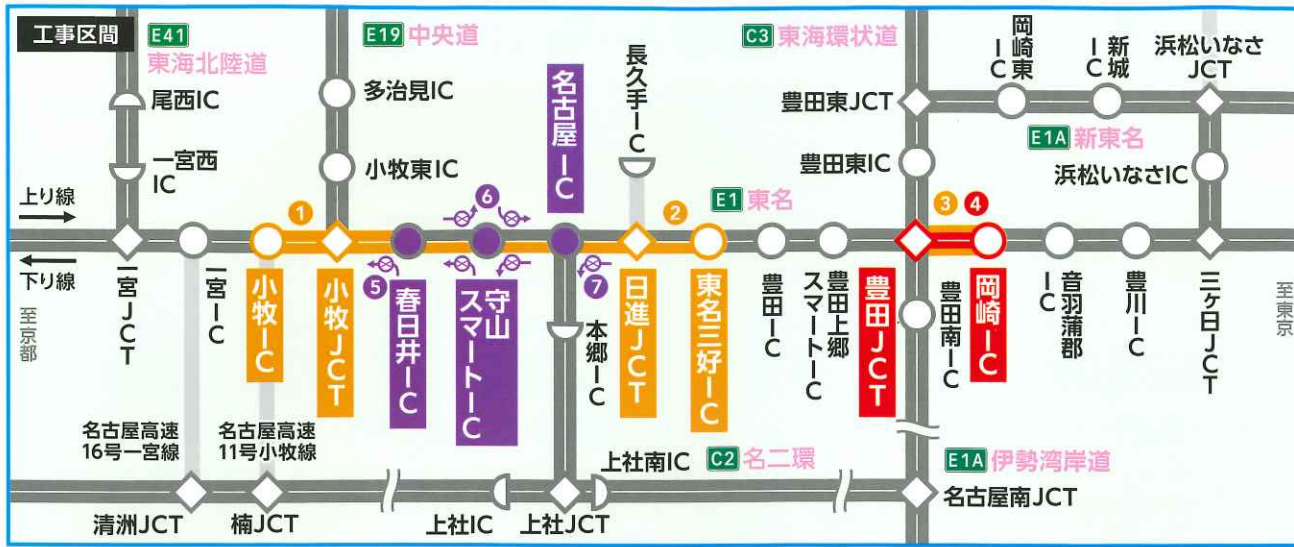 工事区間
E41
東海北陸道
尾西IC
一宮西
IC
E19 中央道
多治見IC
小牧東IC
名古屋IC
長久手IC
C3 東海環状道
豊田東JCT
豊田東IC
岡崎東
IC
新城
IC
浜松いなさ
JCT
E1A 新東名
浜松いなさIC
E1 東名
上り線
下り線
至京都
至東京
1
6
2
3
4
5
7
一宮JCT
一宮IC
小牧IC
小牧JCT
春日井IC
守山
スマートIC
本郷IC
日進JCT
東名三好IC
豊田IC
豊田上郷
スマートIC
豊田JCT
豊田南IC
岡崎IC
音羽蒲郡
IC
豊川IC
三ヶ日JCT
名古屋高速
16号一宮線
名古屋高速
11号小牧線
清洲JCT
楠JCT
上社IC
上社JCT
上社南IC
C2 名二環
E1A 伊勢湾岸道
名古屋南JCT